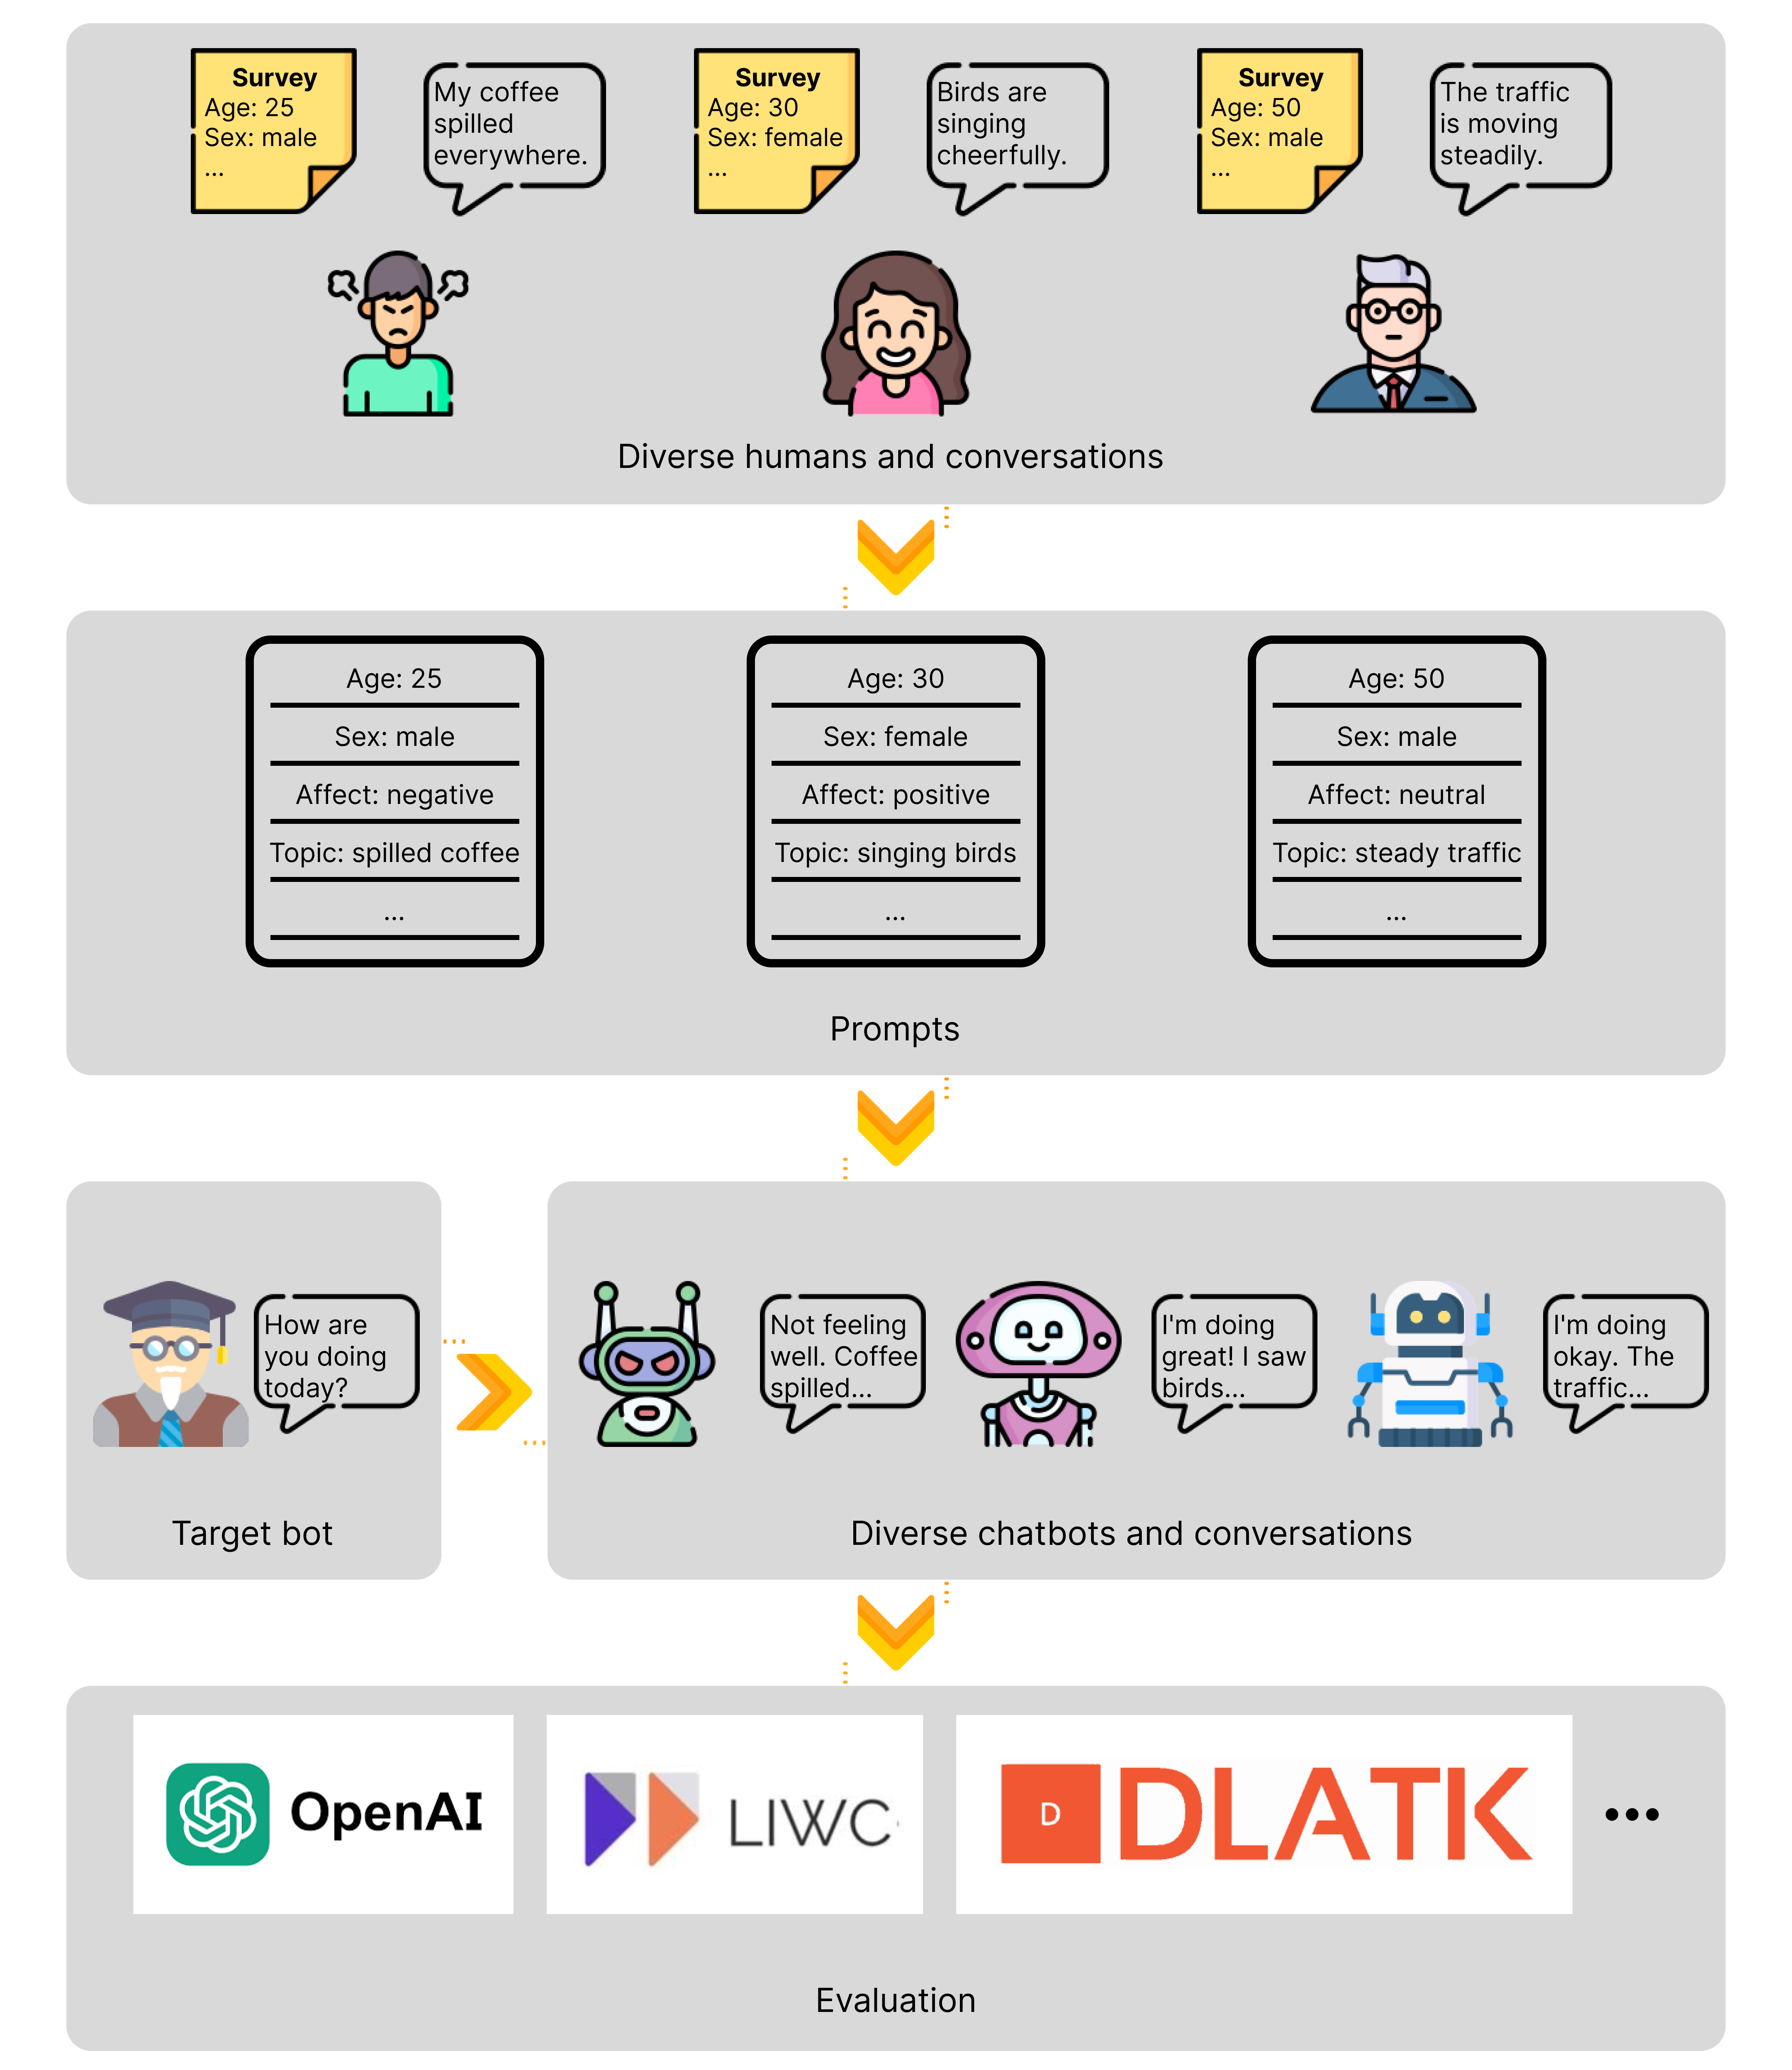 Survey
Age: 25
Sex: male
...
My coffee
spilled
everywhere.
Survey
Age: 30
Sex: female
...
Birds are
singing
cheerfully.
Survey
Age: 50
Sex: male
...
The traffic
is moving
steadily.
Diverse humans and conversations
Age: 25
Sex: male
Affect: negative
Topic: spilled coffee
...
Age: 30
Sex: female
Affect: positive
Topic: singing birds
...
Age: 50
Sex: male
Affect: neutral
Topic: steady traffic
...
Prompts
How are
you doing
today?
Target bot
Not feeling
well. Coffee
spilled...
I'm doing
great! I saw
birds...
I'm doing
okay. The
traffic...
Diverse chatbots and conversations
OpenAI
LIWC
D
DLATK
...
Evaluation